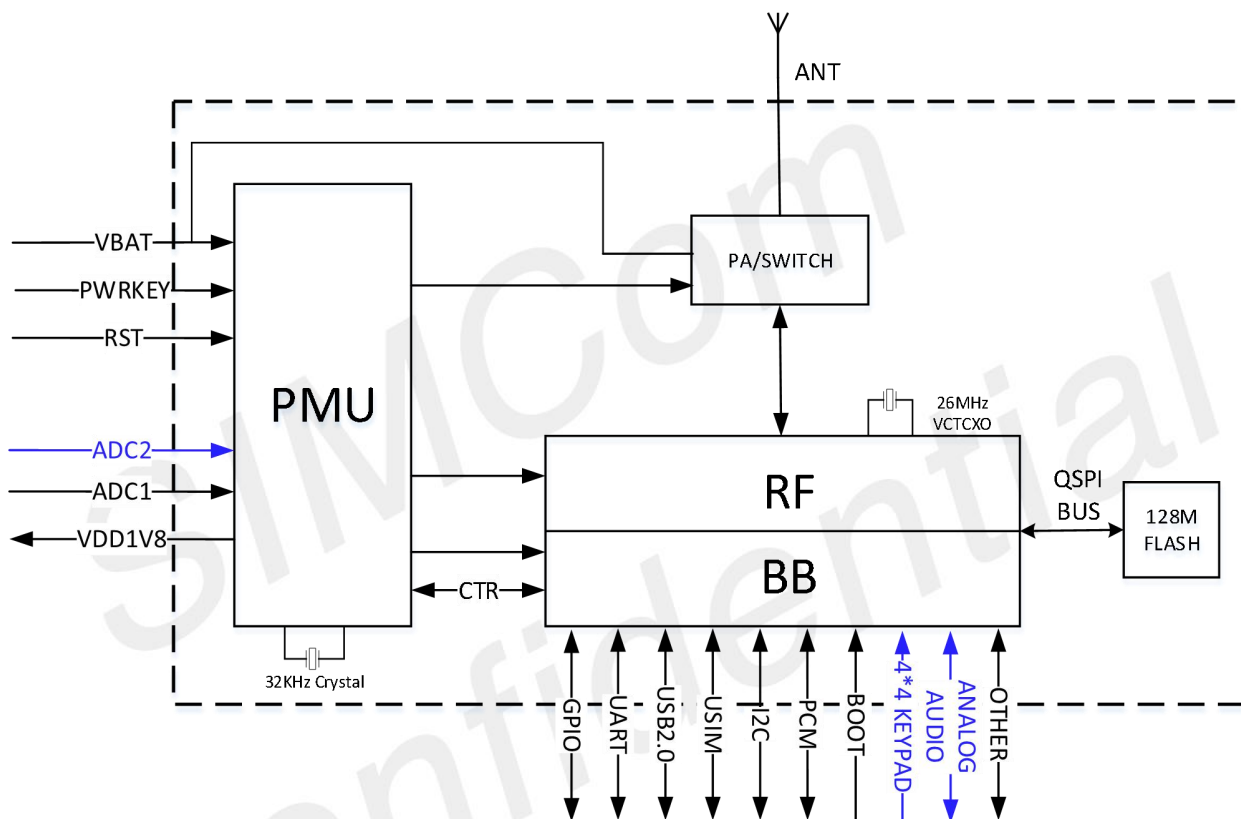 ANT
VBAT
PWRKEY
RST
ADC2
ADC1
VDD1V8
PMU
32KHz Crystal
PA/SWITCH
26MHz
VCTCXO
RF
BB
CTR
QSPI
BUS
128M
FLASH
GPIO
UART
USB2.0
USIM
I2C
PCM
BOOT
4*4 KEYPAD
ANALOG
AUDIO
OTHER
SIMCom
Confidential